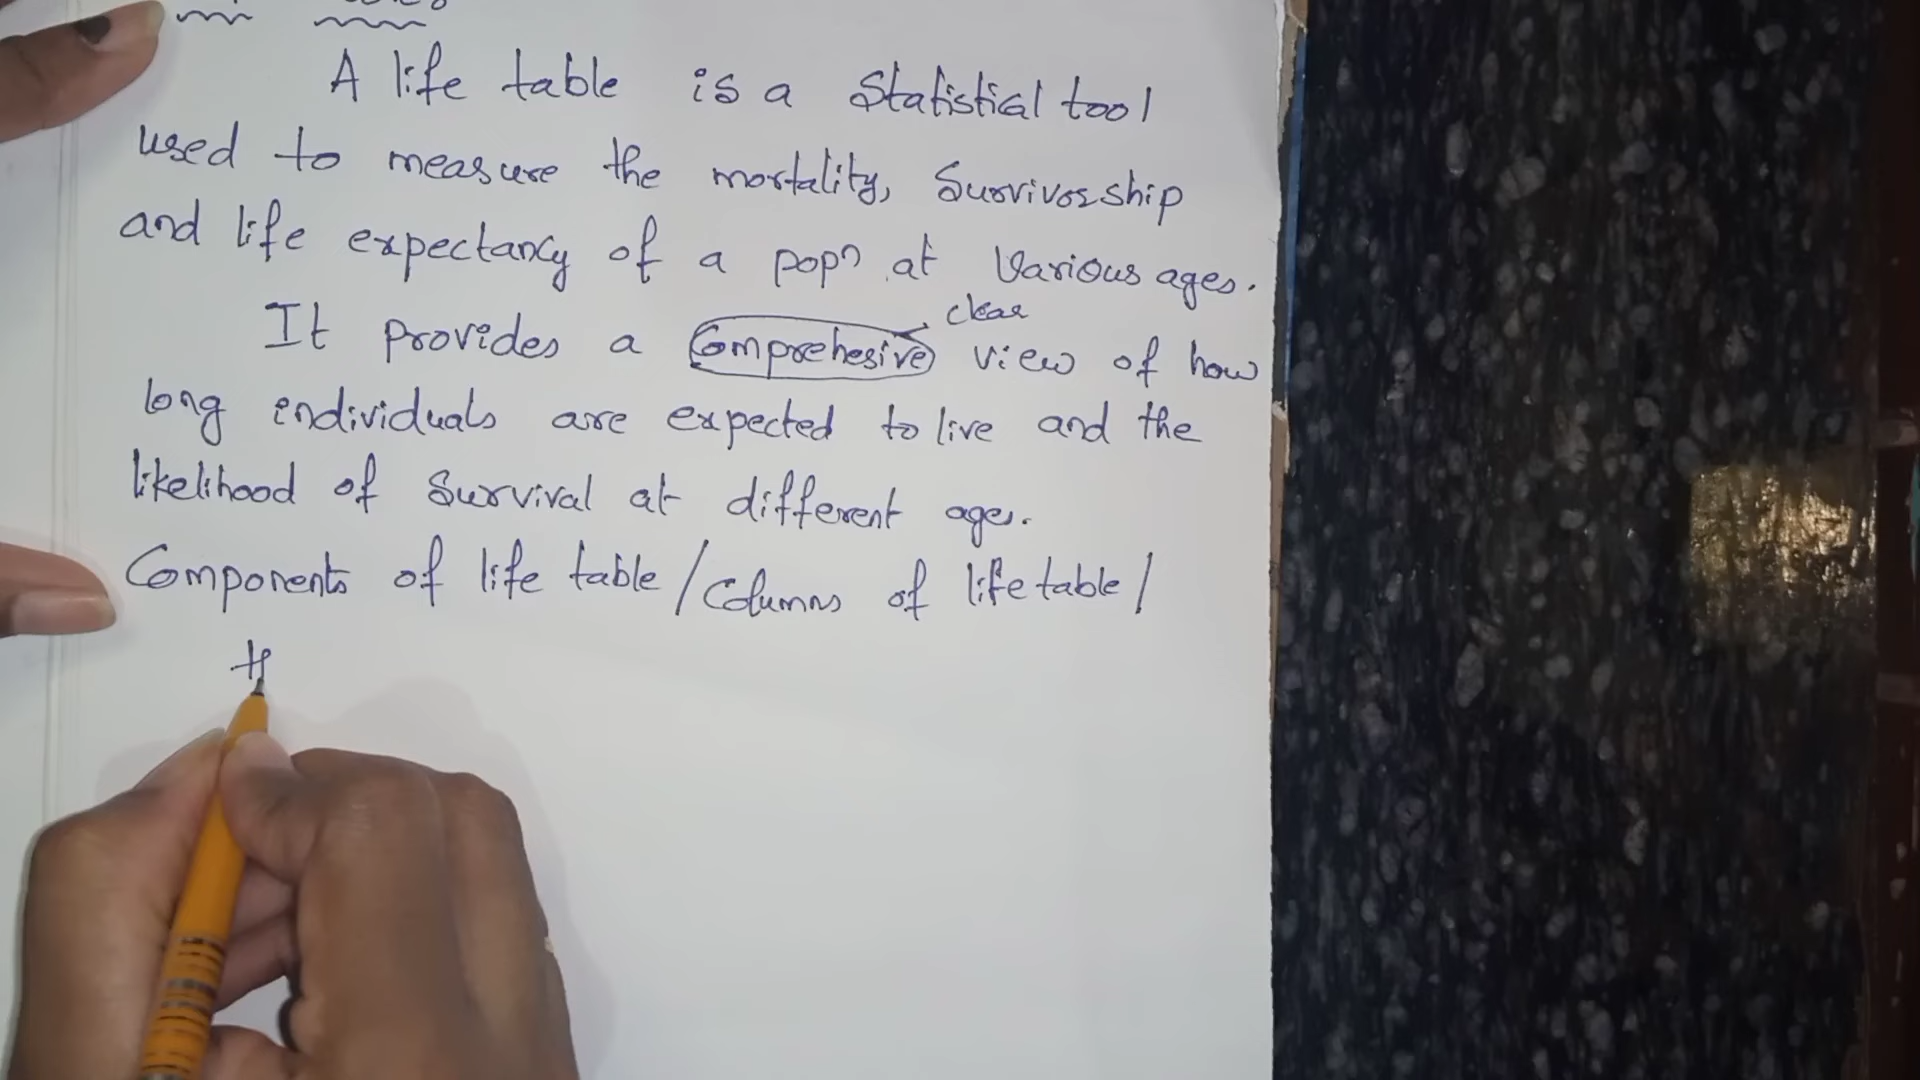 A life table is a Statistical tool
used to measure the mortality, Survivorship
and life expectancy of a popn at Various ages.
clear
It provides a Comprehesive view of how
long individuals are expected to live and the
likelihood of Survival at different ages.
Components of life table / Columns of life table /